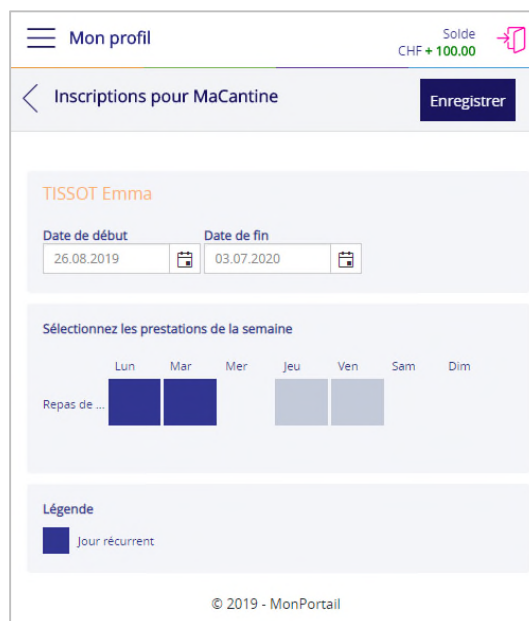 Mon profil
Solde
CHF + 100.00
Inscriptions pour MaCantine
Enregistrer
TISSOT Emma
Date de début Date de fin
26.08.2019 03.07.2020
Sélectionnez les prestations de la semaine
Lun Mar Mer Jeu Ven Sam Dim
Repas de ...
Légende
Jour récurrent
© 2019 - MonPortail